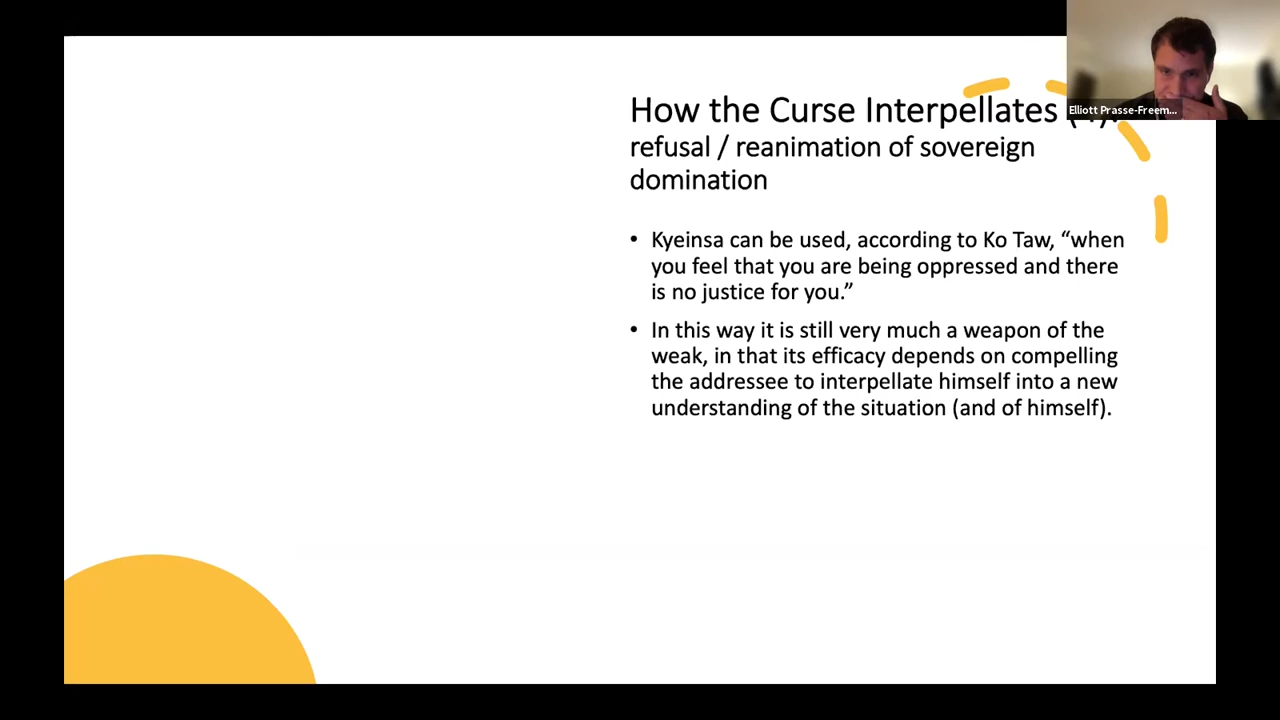 How the Curse Interpellates
refusal / reanimation of sovereign
domination
• Kyeinsa can be used, according to Ko Taw, “when
you feel that you are being oppressed and there
is no justice for you.”
• In this way it is still very much a weapon of the
weak, in that its efficacy depends on compelling
the addressee to interpellate himself into a new
understanding of the situation (and of himself).
Elliott Prasse-Freem...